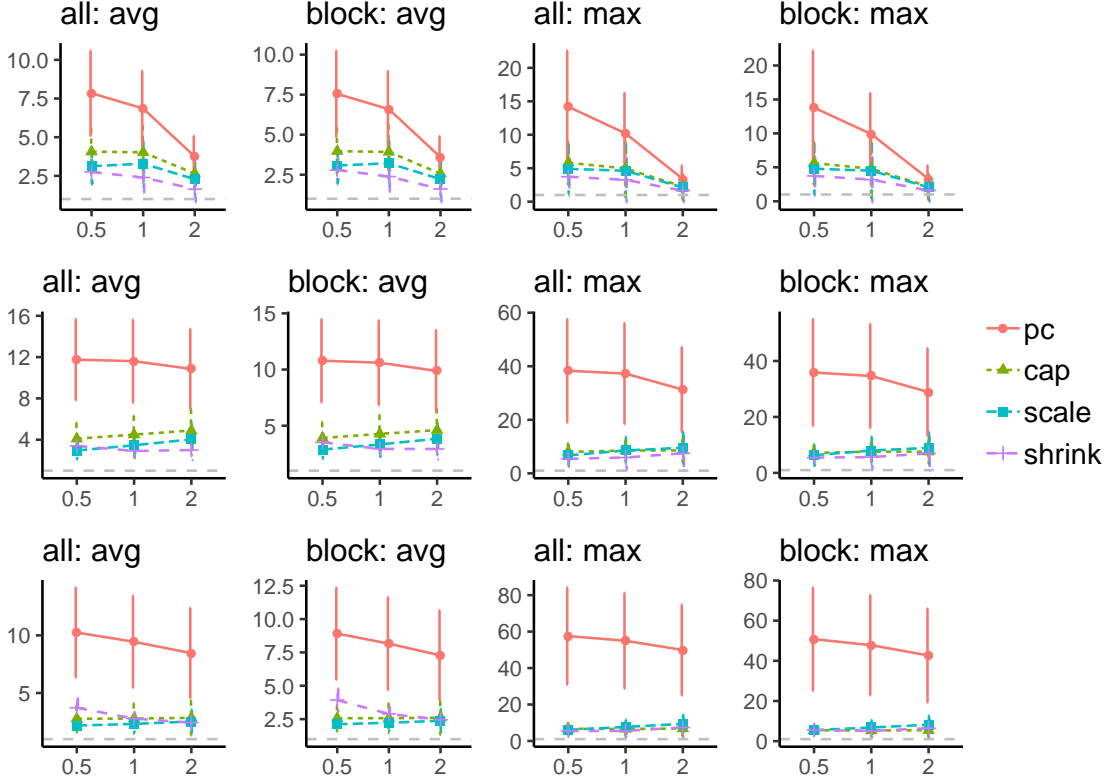 all: avg block: avg all: max block: max
10.0 10.0 20 20
7.5 7.5 15 15
5.0 5.0 10 10
2.5 2.5 5 5
0 0
0.5 1 2 0.5 1 2 0.5 1 2 0.5 1 2
all: avg block: avg all: max block: max
16 15 60
12 10 40 40
8 5 20 20
4 0 0
0.5 1 2 0.5 1 2 0.5 1 2 0.5 1 2
pc
cap
scale
shrink
all: avg block: avg all: max block: max
12.5 80 80
10 10.0 60 60
7.5 40 40
5 5.0 20 20
2.5 0 0
0.5 1 2 0.5 1 2 0.5 1 2 0.5 1 2